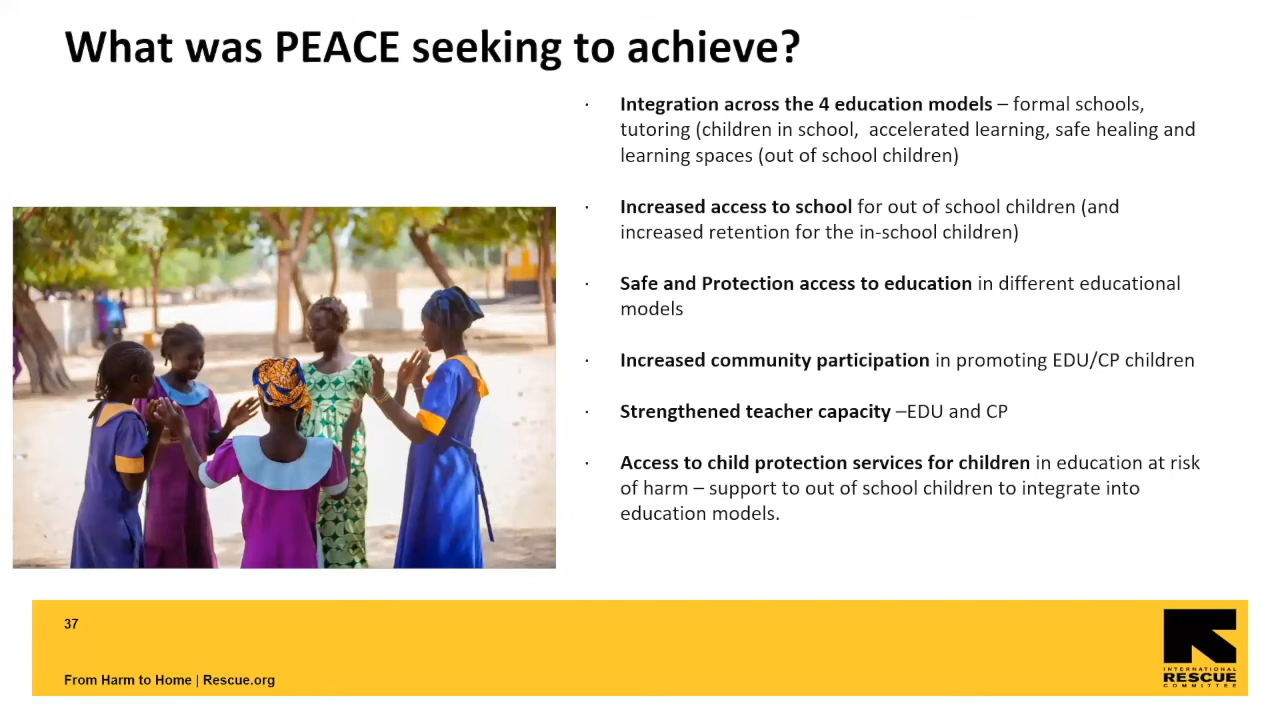 What was PEACE seeking to achieve?
· Integration across the 4 education models – formal schools,
tutoring (children in school,  accelerated learning, safe healing and
learning spaces (out of school children)
· Increased access to school for out of school children (and
increased retention for the in-school children)
· Safe and Protection access to education in different educational
models
· Increased community participation in promoting EDU/CP children
· Strengthened teacher capacity –EDU and CP
· Access to child protection services for children in education at risk
of harm – support to out of school children to integrate into
education models.
37
From Harm to Home | Rescue.org
INTERNATIONAL
RESCUE
COMMITTEE